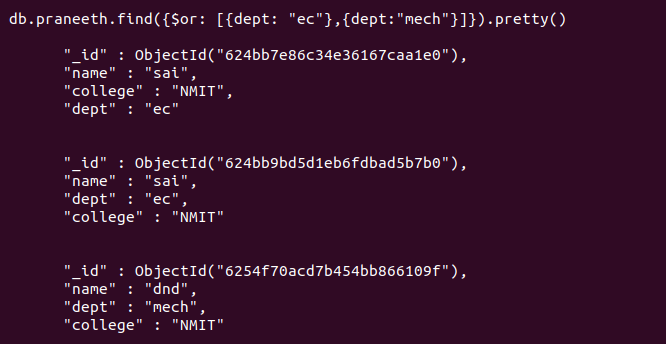 db.praneeth.find({$or: [{dept: "ec"},{dept:"mech"}]}).pretty()
"_id" : ObjectId("624bb7e86c34e36167caa1e0"),
"name" : "sai",
"college" : "NMIT",
"dept" : "ec"
"_id" : ObjectId("624bb9bd5d1eb6fdbad5b7b0"),
"name" : "sai",
"dept" : "ec",
"college" : "NMIT"
"_id" : ObjectId("6254f70acd7b454bb866109f"),
"name" : "dnd",
"dept" : "mech",
"college" : "NMIT"